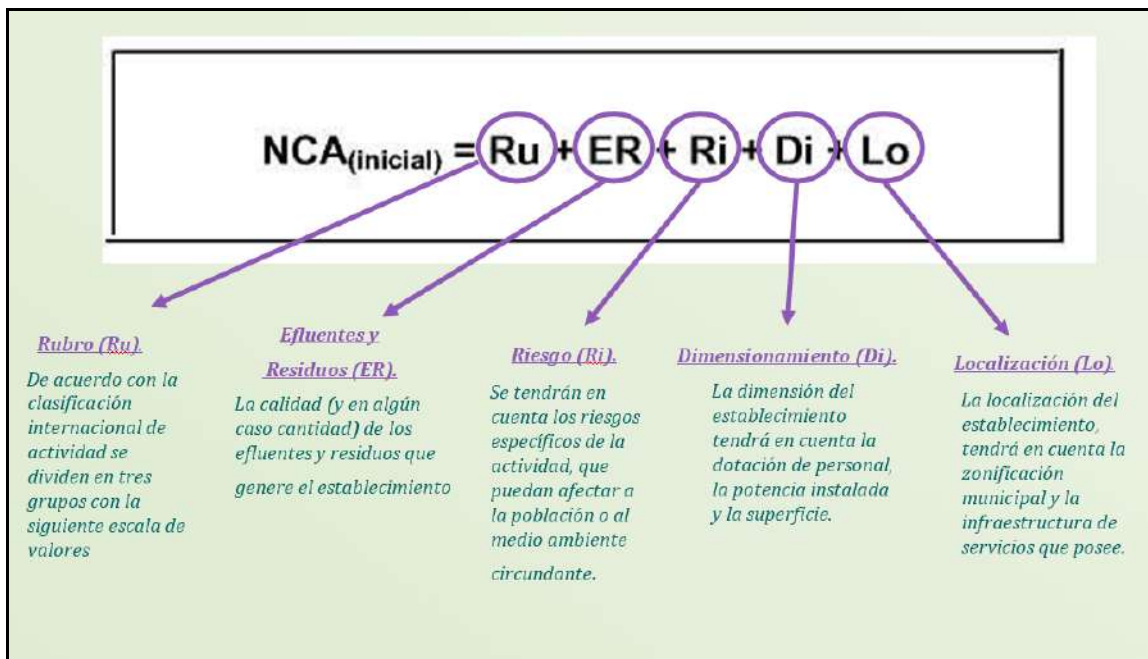 NCA(inicial) = Ru + ER + Ri + Di + Lo
Rubro (Ru).
De acuerdo con la
clasificación
internacional de
actividad se
dividen en tres
grupos con la
siguiente escala de
valores
Efluentes y
Residuos (ER).
La calidad (y en algún
caso cantidad) de los
efluentes y residuos que
genere el establecimiento
Riesgo (Ri).
Se tendrán en
cuenta los riesgos
específicos de la
actividad, que
puedan afectar a
la población o al
medio ambiente
circundante.
Dimensionamiento (Di).
La dimensión del
establecimiento
tendrá en cuenta la
dotación de personal,
la potencia instalada
y la superficie.
Localización (Lo)
La localización del
establecimiento,
tendrá en cuenta la
zonificación
municipal y la
infraestructura de
servicios que posee.